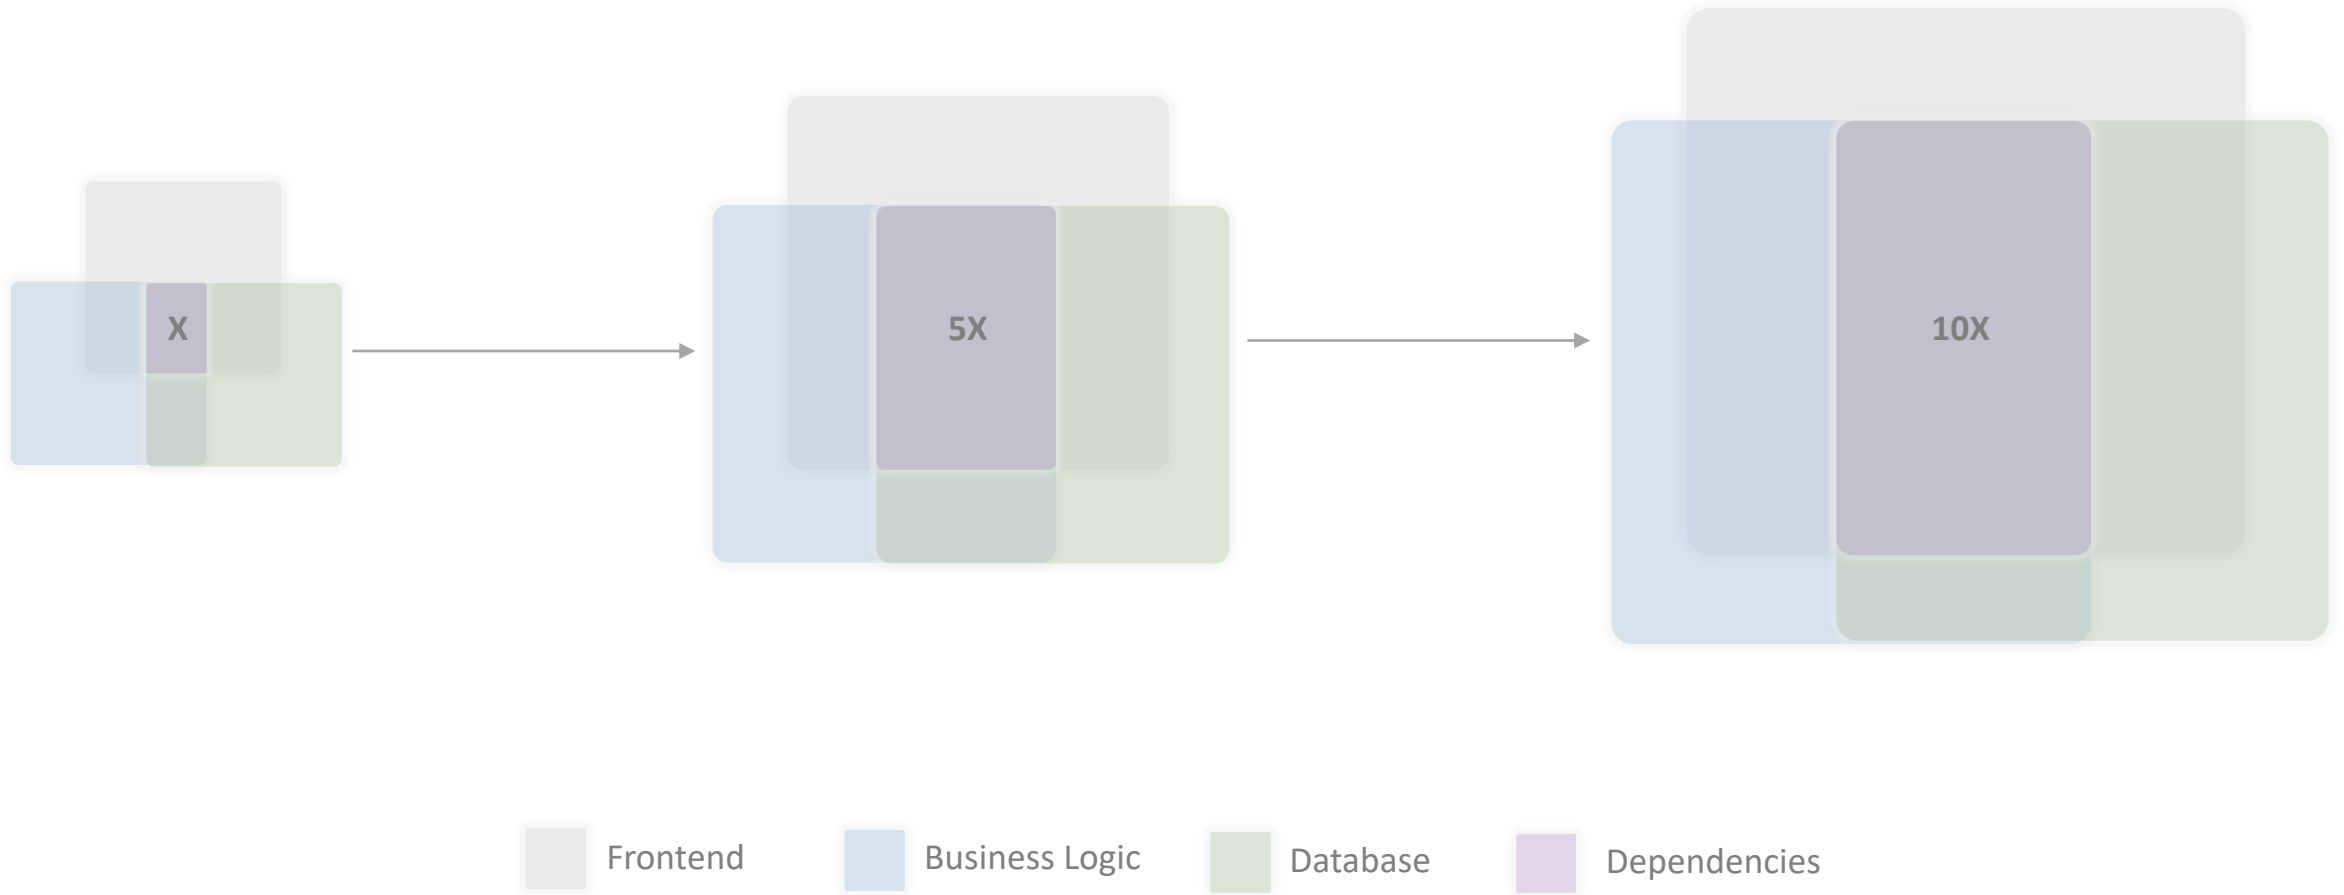 X
5X
10X
Frontend
Business Logic
Database
Dependencies